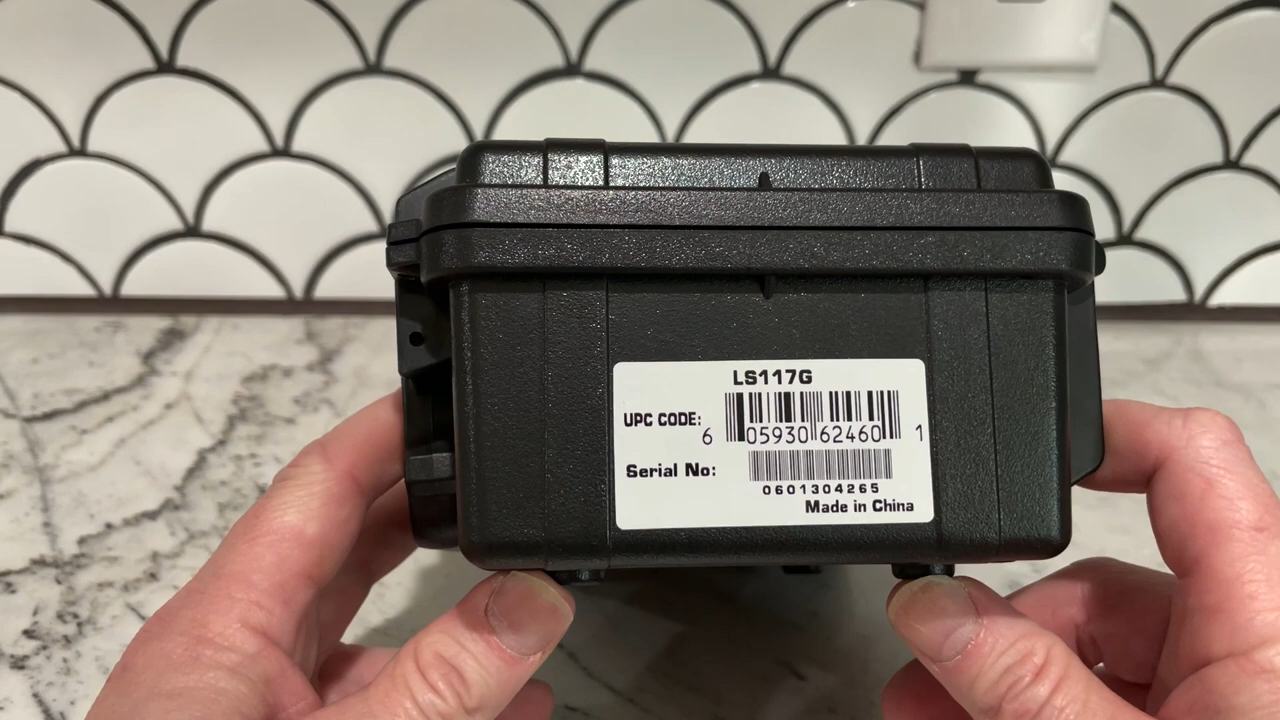 LS117G
UPC CODE:
6 05930 62460 1
Serial No:
0601304265
Made in China